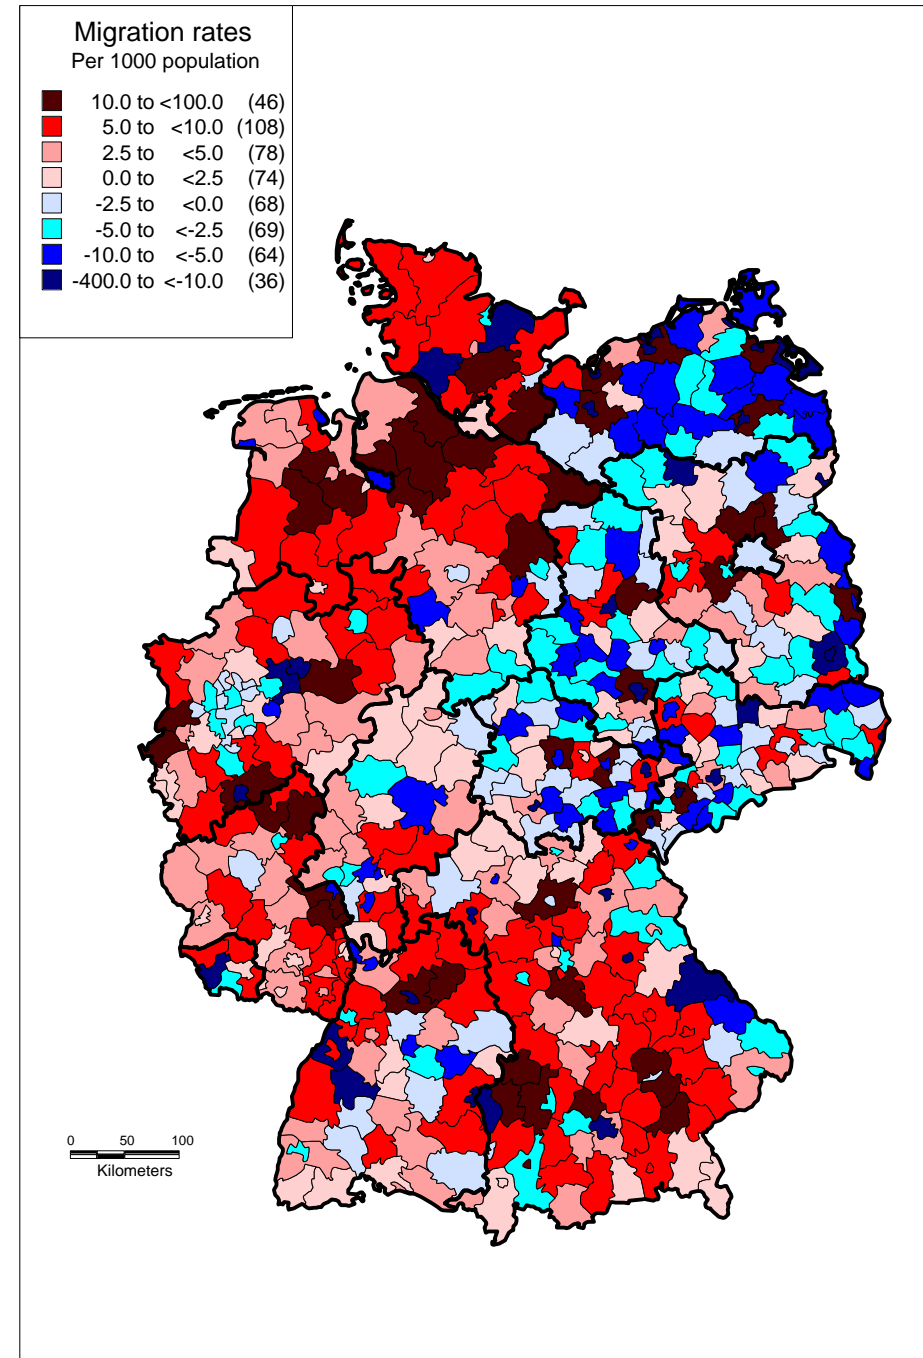 Migration rates
Per 1000 population
10.0 to <100.0 (46)
5.0 to <10.0 (108)
2.5 to <5.0 (78)
0.0 to <2.5 (74)
-2.5 to <0.0 (68)
-5.0 to <-2.5 (69)
-10.0 to <-5.0 (64)
-400.0 to <-10.0 (36)
0 50 100
Kilometers